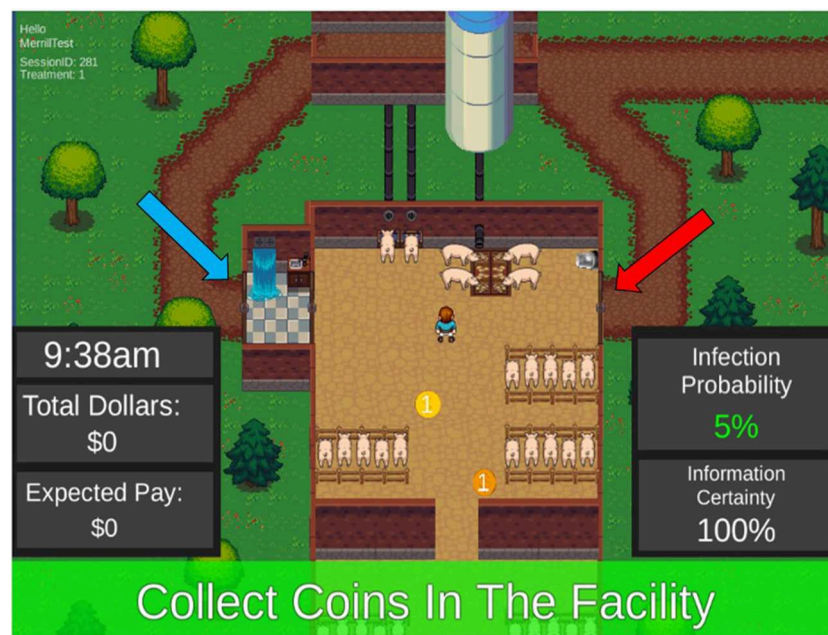 Hello
MerrillTest
SessionID: 281
Treatment: 1
9:38am
Total Dollars:
$0
Expected Pay:
$0
1
1
Infection
Probability
5%
Information
Certainty
100%
Collect Coins In The Facility